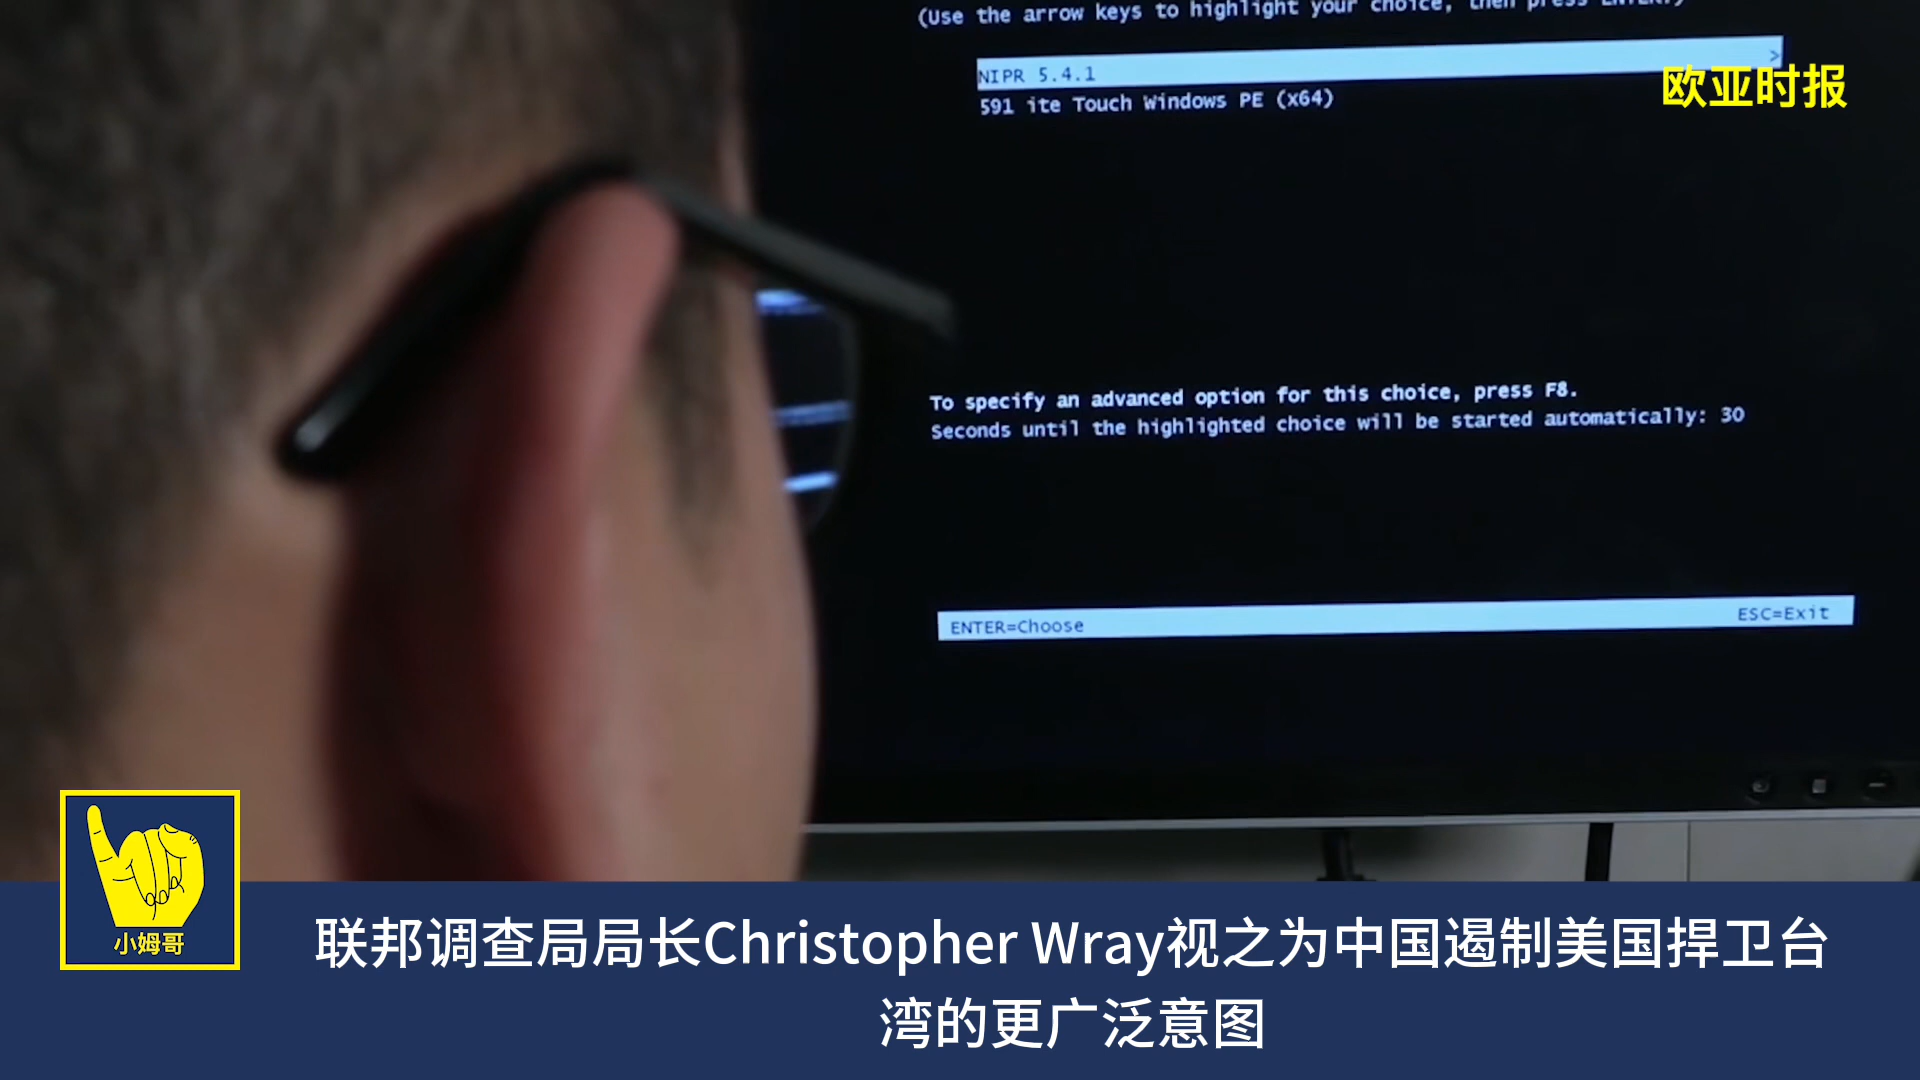 (Use the arrow keys to highlight your choice, then press ENTER.)
NIPR 5.4.1 >
欧亚时报
591 ite Touch Windows PE (x64)
To specify an advanced option for this choice, press F8.
Seconds until the highlighted choice will be started automatically: 30
ENTER=Choose ESC=Exit
小姆哥
联邦调查局局长Christopher Wray视之为中国遏制美国捍卫台
湾的更广泛意图